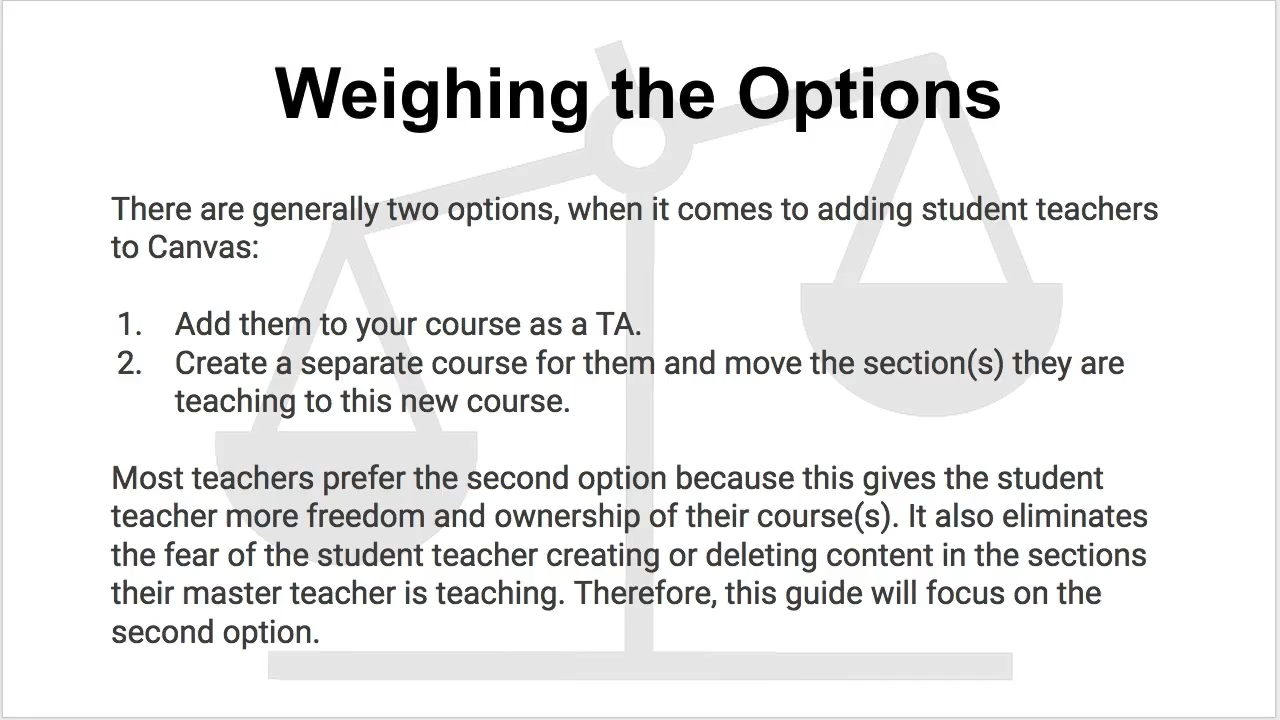 Weighing the Options
There are generally two options, when it comes to adding student teachers
to Canvas:
1. Add them to your course as a TA.
2. Create a separate course for them and move the section(s) they are
teaching to this new course.
Most teachers prefer the second option because this gives the student
teacher more freedom and ownership of their course(s). It also eliminates
the fear of the student teacher creating or deleting content in the sections
their master teacher is teaching. Therefore, this guide will focus on the
second option.